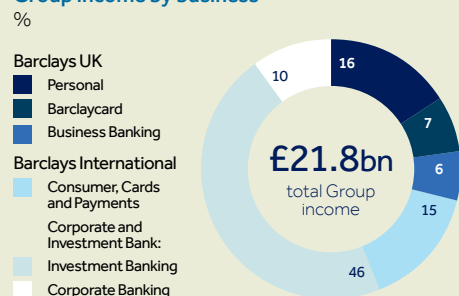 Group income by business
%
Barclays UK
Personal
Barclaycard
Business Banking
Barclays International
Consumer, Cards
and Payments
Corporate and
Investment Bank:
Investment Banking
Corporate Banking
16
7
6
15
46
10
£21.8bn
total Group
income